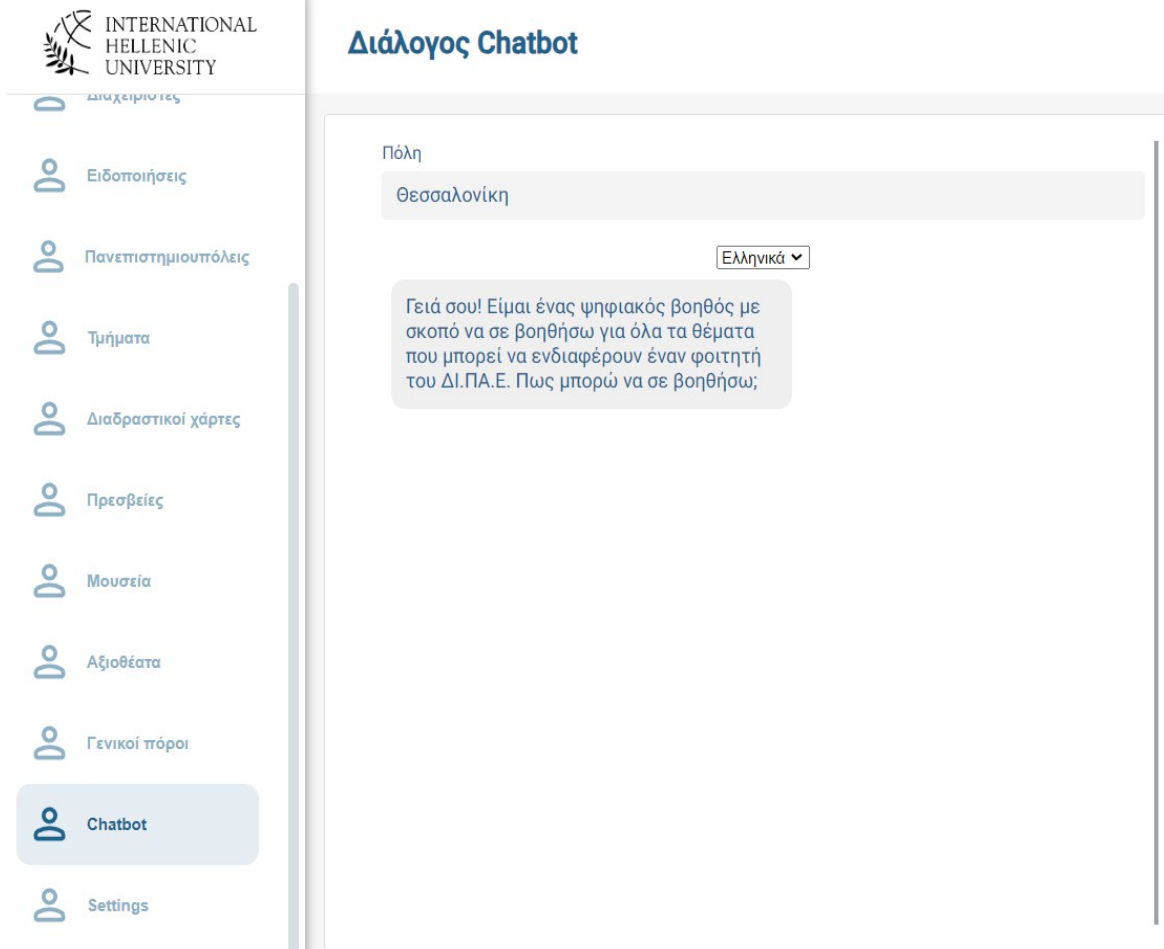 INTERNATIONAL
HELLENIC
UNIVERSITY
Διάλογος Chatbot
Διαχειριστές
Ειδοποιήσεις
Πανεπιστημιουπόλεις
Τμήματα
Διαδραστικοί χάρτες
Πρεσβείες
Μουσεία
Αξιοθέατα
Γενικοί πόροι
Chatbot
Settings
Πόλη
Θεσσαλονίκη
Ελληνικά
Γειά σου! Είμαι ένας ψηφιακός βοηθός με
σκοπό να σε βοηθήσω για όλα τα θέματα
που μπορεί να ενδιαφέρουν έναν φοιτητή
του ΔΙ.ΠΑ.Ε. Πως μπορώ να σε βοηθήσω;